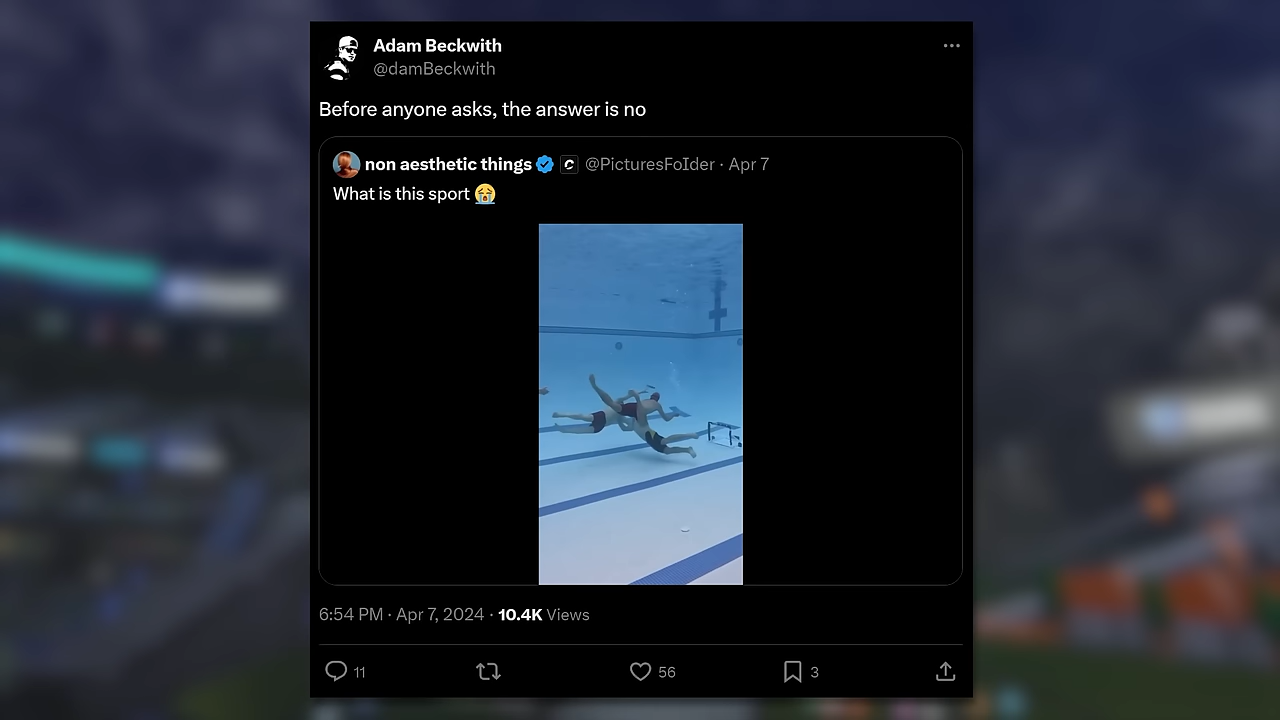 Adam Beckwith
@damBeckwith
Before anyone asks, the answer is no
non aesthetic things @PicturesFoIder · Apr 7
What is this sport 😭
6:54 PM · Apr 7, 2024 · 10.4K Views
11
56
3